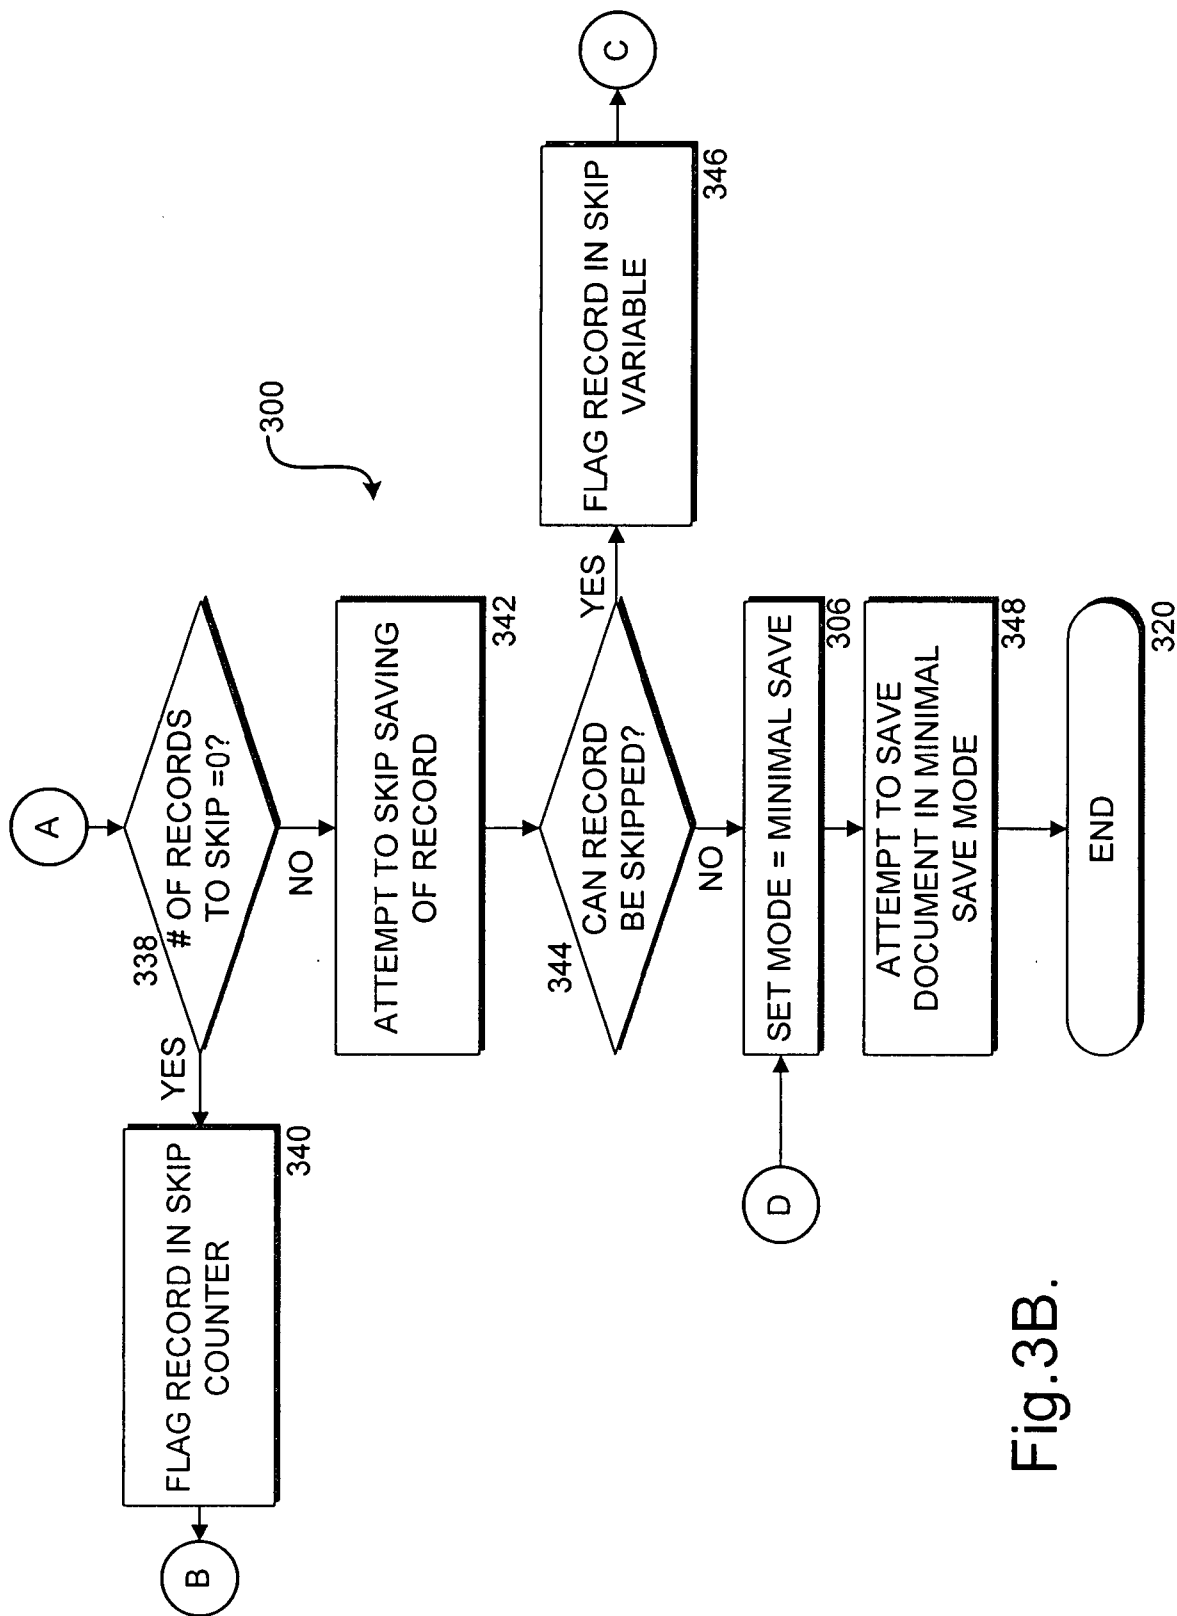 A
# OF RECORDS
TO SKIP =0?
338
YES
FLAG RECORD IN SKIP
COUNTER
340
B
NO
300
ATTEMPT TO SKIP SAVING
OF RECORD
342
CAN RECORD
BE SKIPPED?
344
YES
FLAG RECORD IN SKIP
VARIABLE
346
C
NO
D
SET MODE = MINIMAL SAVE
306
ATTEMPT TO SAVE
DOCUMENT IN MINIMAL
SAVE MODE
348
END
320
Fig.3B.